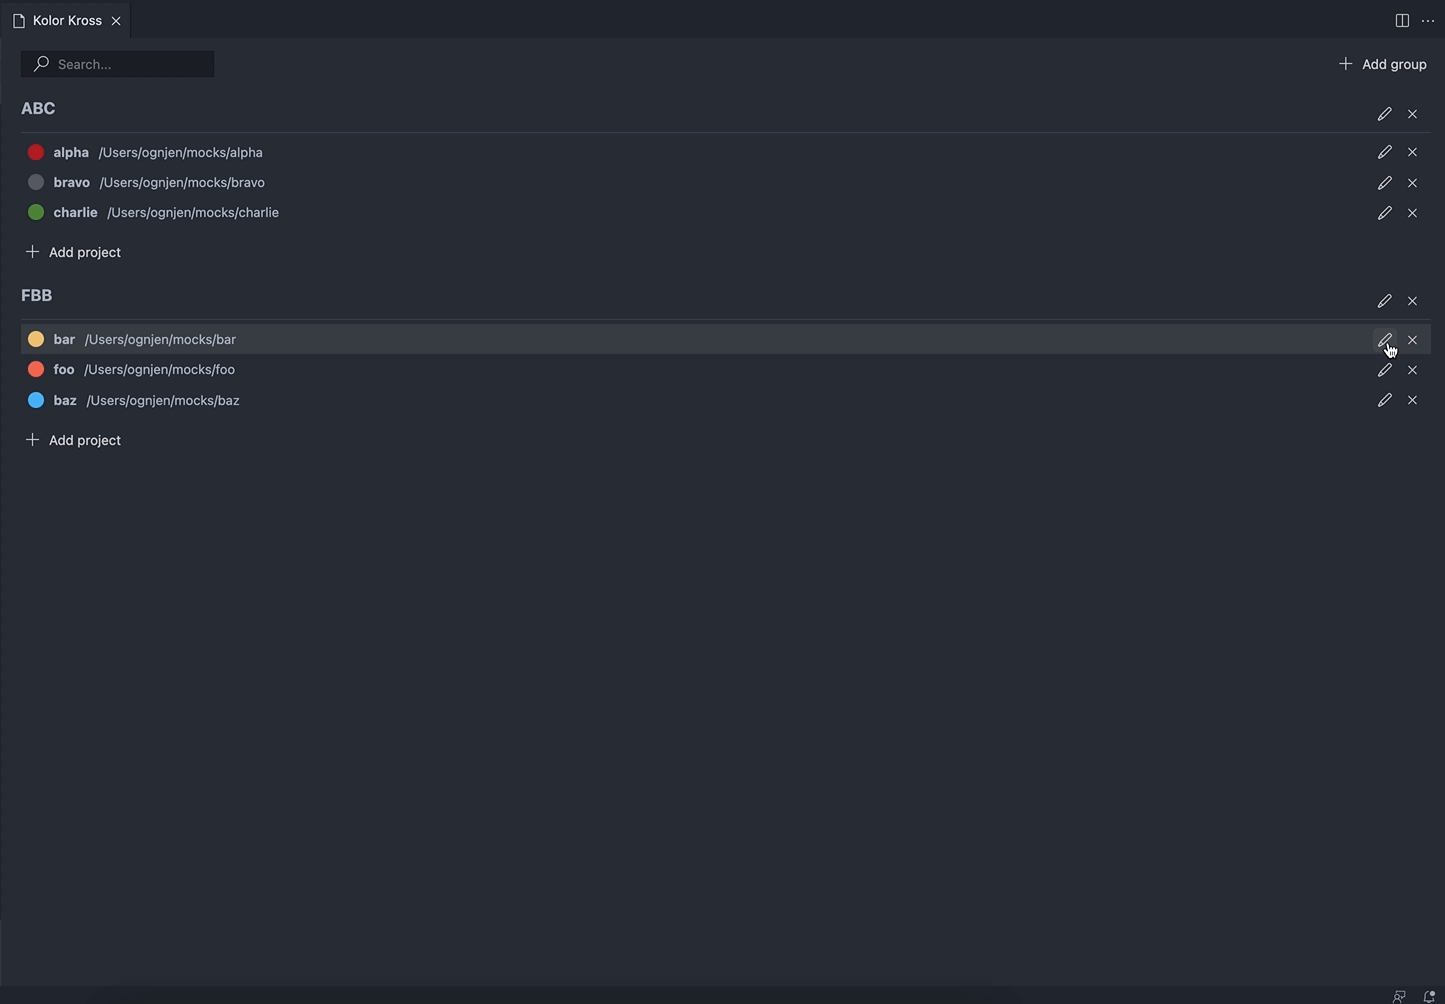 Kolor Kross
Search...
Add group
ABC
alpha /Users/ognjen/mocks/alpha
bravo /Users/ognjen/mocks/bravo
charlie /Users/ognjen/mocks/charlie
Add project
FBB
bar /Users/ognjen/mocks/bar
foo /Users/ognjen/mocks/foo
baz /Users/ognjen/mocks/baz
Add project